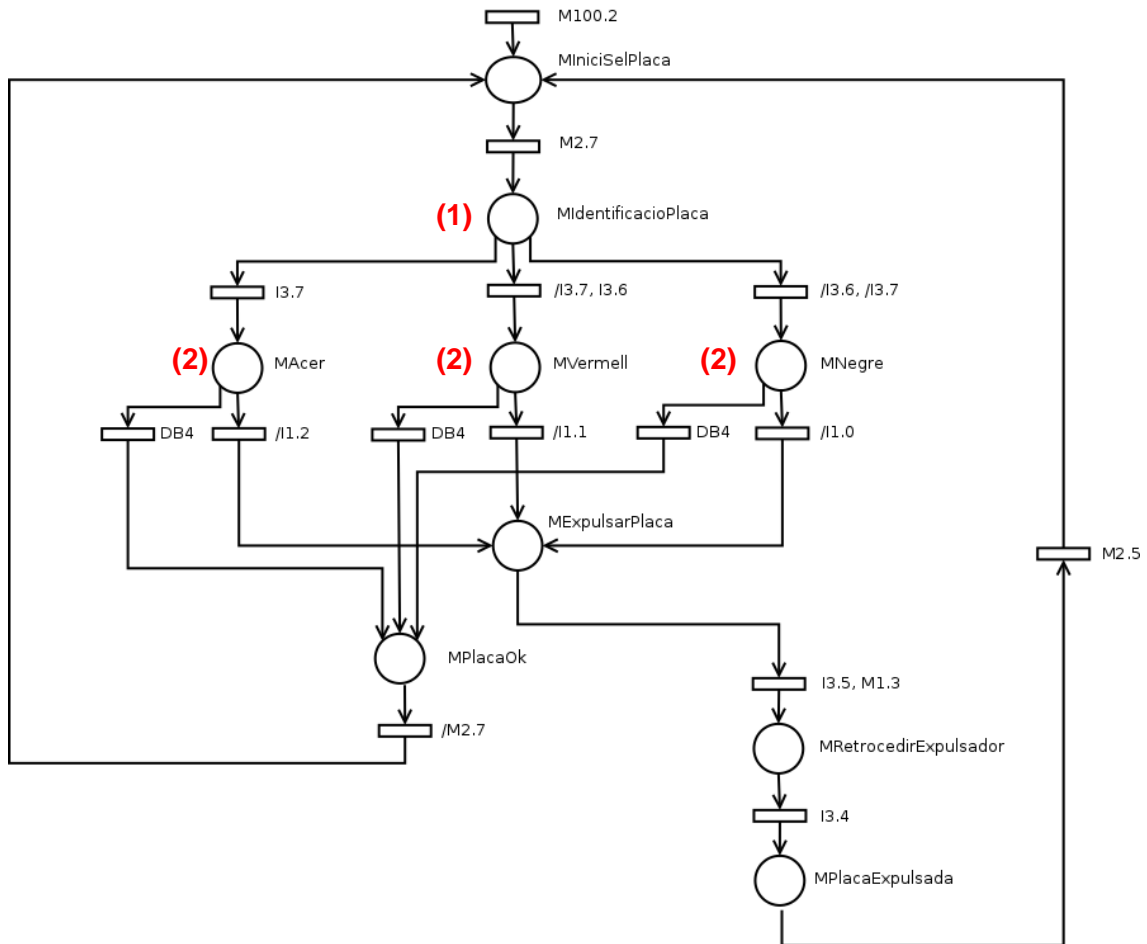 M100.2
MIniciSelPlaca
M2.7
(1)
MIdentificacioPlaca
I3.7
/I3.7, I3.6
/I3.6, /I3.7
(2)
MAcer
(2)
MVermell
(2)
MNegre
DB4
/I1.2
DB4
/I1.1
DB4
/I1.0
MExpulsarPlaca
M2.5
MPlacaOk
I3.5, M1.3
/M2.7
MRetrocedirExpulsador
I3.4
MPlacaExpulsada